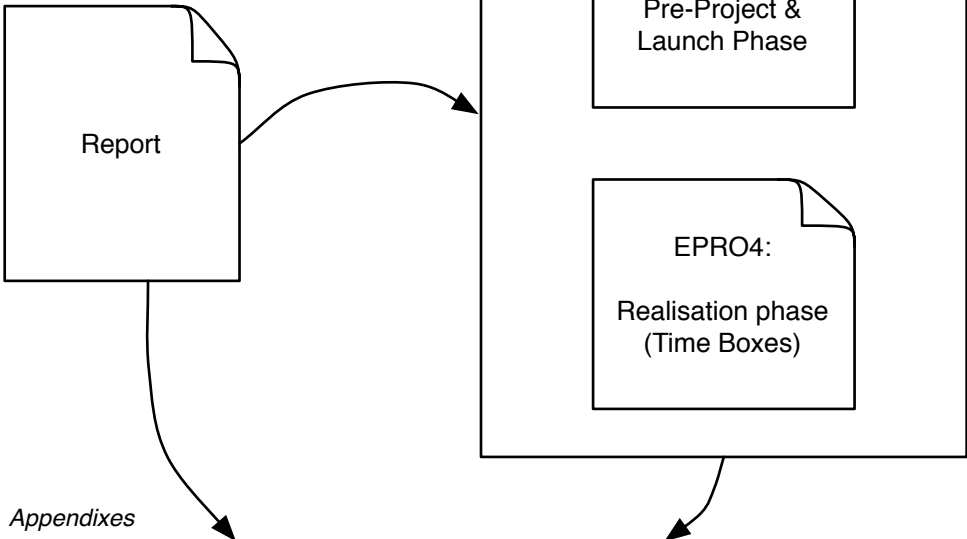 Pre-Project &
Launch Phase
Report
EPRO4:
Realisation phase
(Time Boxes)
Appendixes